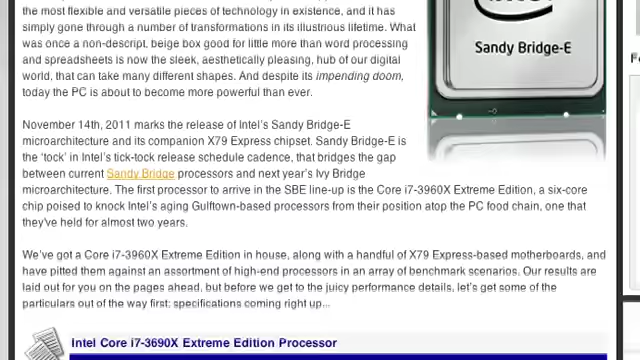 the most flexible and versatile pieces of technology in existence, and it has
simply gone through a number of transformations in its illustrious lifetime. What
was once a non-descript, beige box good for little more than word processing
and spreadsheets is now the sleek, aesthetically pleasing, hub of our digital
world, that can take many different shapes. And despite its impending doom,
today the PC is about to become more powerful than ever.
Sandy Bridge-E
November 14th, 2011 marks the release of Intel's Sandy Bridge-E
microarchitecture and its companion X79 Express chipset. Sandy Bridge-E is
the 'tock' in Intel's tick-tock release schedule cadence, that bridges the gap
between current Sandy Bridge processors and next year's Ivy Bridge
microarchitecture. The first processor to arrive in the SBE line-up is the Core i7-3960X Extreme Edition, a six-core
chip poised to knock Intel's aging Gulftown-based processors from their position atop the PC food chain, one that
they've held for almost two years.
We've got a Core i7-3960X Extreme Edition in house, along with a handful of X79 Express-based motherboards, and
have pitted them against an assortment of high-end processors in an array of benchmark scenarios. Our results are
laid out for you on the pages ahead, but before we get to the juicy performance details, let's get some of the
particulars out of the way first; specifications coming right up...
Intel Core i7-3690X Extreme Edition Processor